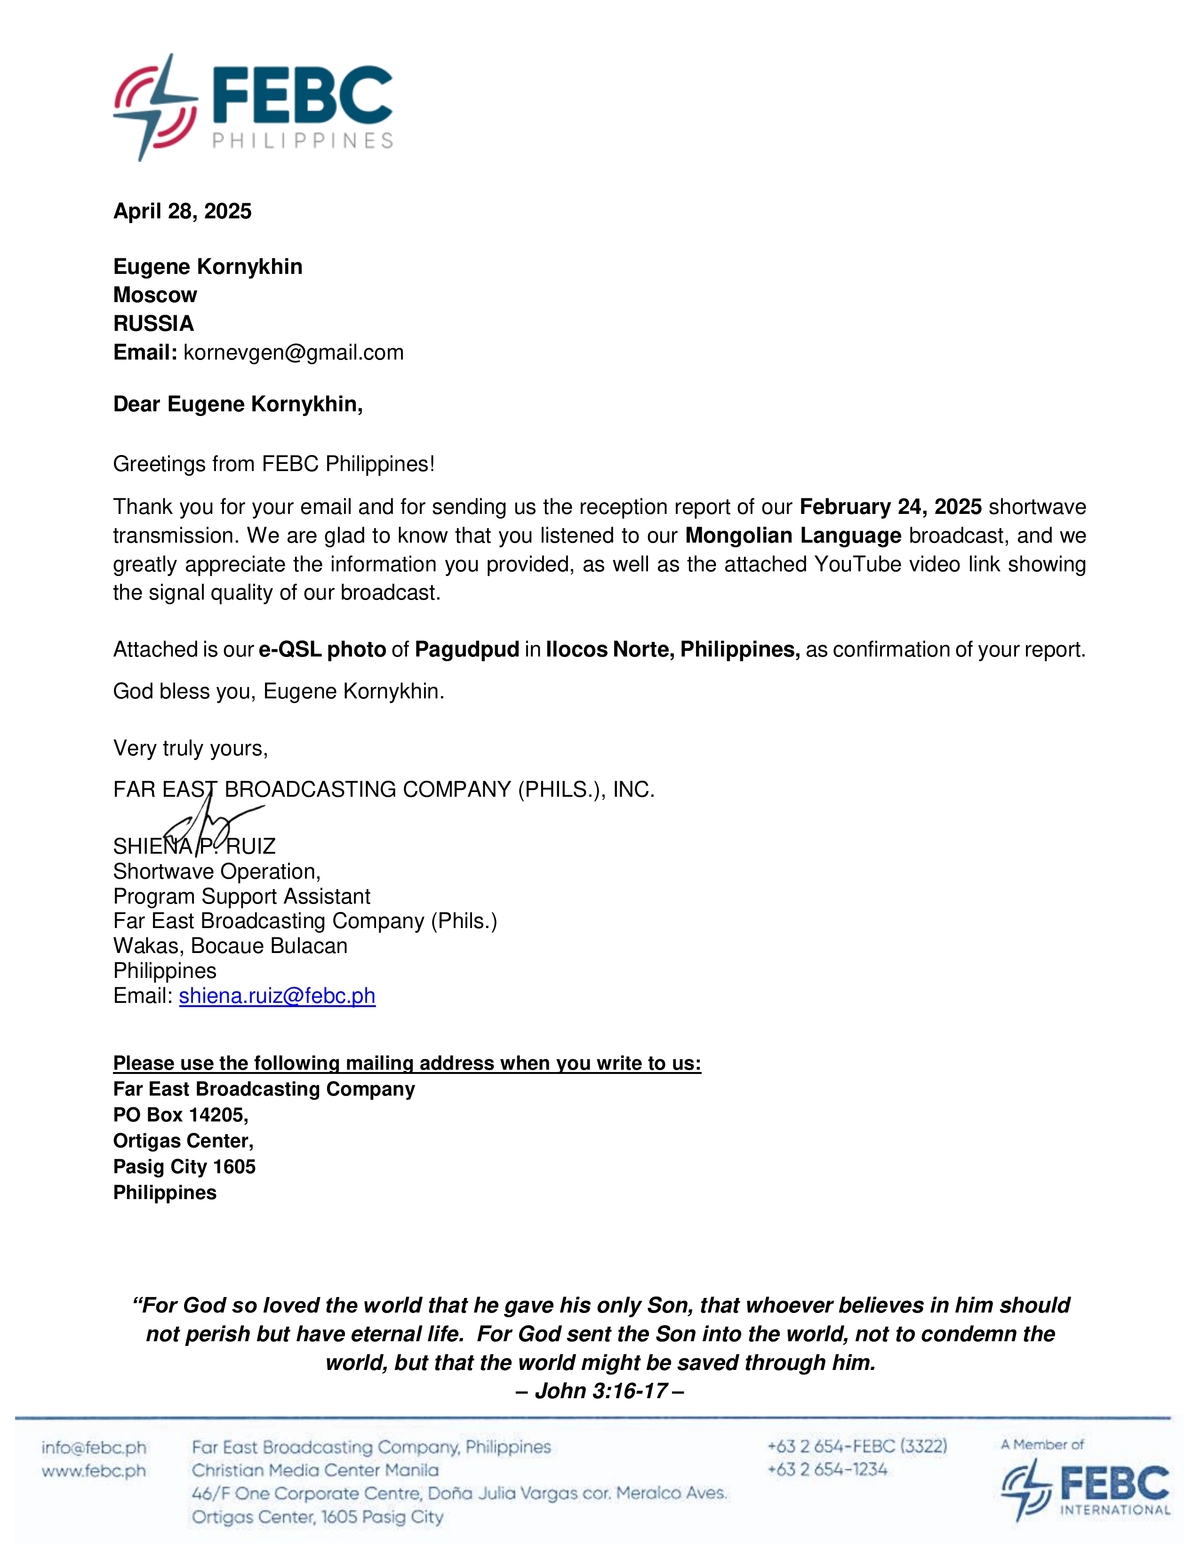 FEBC
PHILIPPINES
April 28, 2025
Eugene Kornykhin
Moscow
RUSSIA
Email: kornevgen@gmail.com
Dear Eugene Kornykhin,
Greetings from FEBC Philippines!
Thank you for your email and for sending us the reception report of our February 24, 2025 shortwave
transmission. We are glad to know that you listened to our Mongolian Language broadcast, and we
greatly appreciate the information you provided, as well as the attached YouTube video link showing
the signal quality of our broadcast.
Attached is our e-QSL photo of Pagudpud in Ilocos Norte, Philippines, as confirmation of your report.
God bless you, Eugene Kornykhin.
Very truly yours,
FAR EAST BROADCASTING COMPANY (PHILS.), INC.
SHIENA P. RUIZ
Shortwave Operation,
Program Support Assistant
Far East Broadcasting Company (Phils.)
Wakas, Bocaue Bulacan
Philippines
Email: shiena.ruiz@febc.ph
Please use the following mailing address when you write to us:
Far East Broadcasting Company
PO Box 14205,
Ortigas Center,
Pasig City 1605
Philippines
“For God so loved the world that he gave his only Son, that whoever believes in him should
not perish but have eternal life.  For God sent the Son into the world, not to condemn the
world, but that the world might be saved through him.
– John 3:16-17 –
info@febc.ph
www.febc.ph
Far East Broadcasting Company, Philippines
Christian Media Center Manila
46/F One Corporate Centre, Doña Julia Vargas cor. Meralco Aves.
Ortigas Center, 1605 Pasig City
+63 2 654-FEBC (3322)
+63 2 654-1234
A Member of
FEBC
INTERNATIONAL